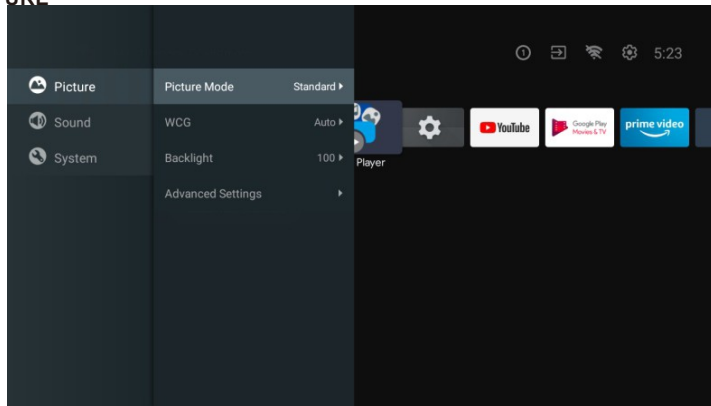 5:23
Picture
Picture Mode
Standard
Sound
WCG
Auto
YouTube
Google Play
Movies & TV
prime video
System
Backlight
100
Player
Advanced Settings